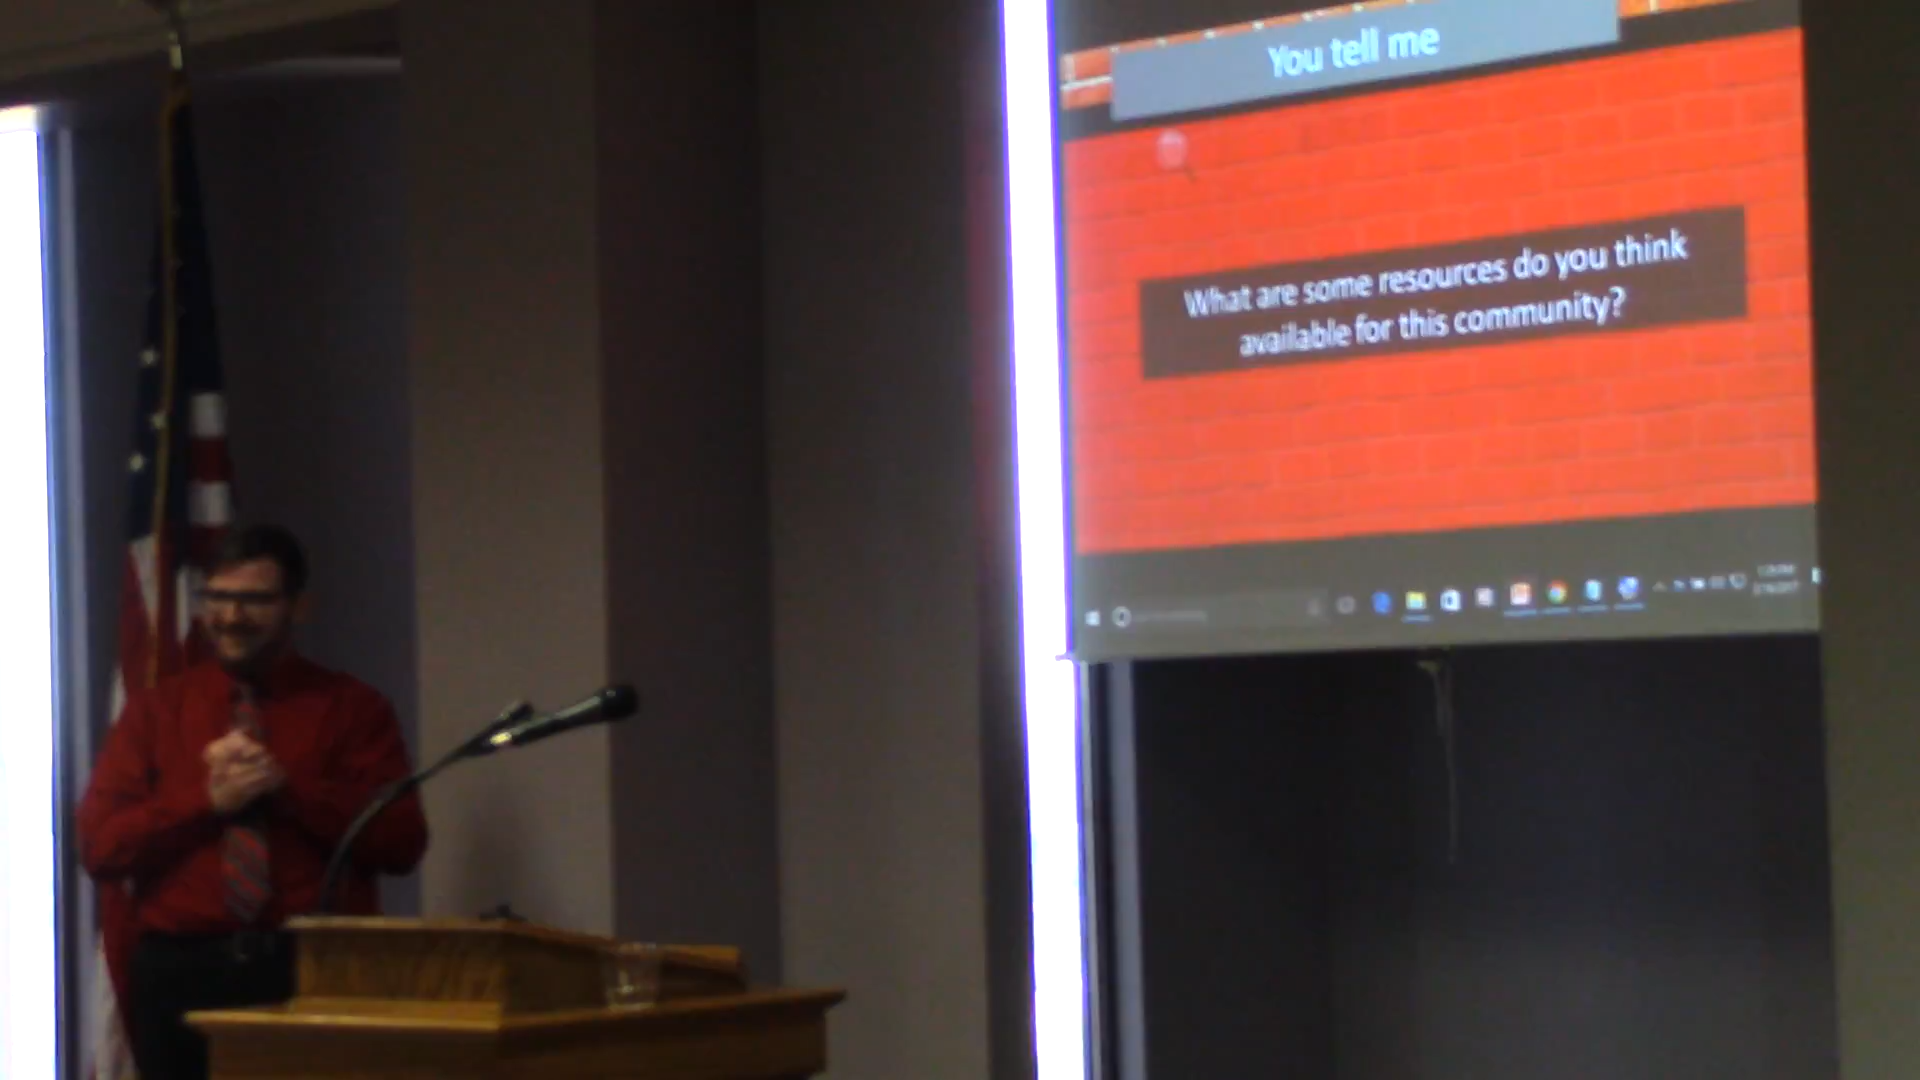 You tell me
What are some resources do you think
available for this community?